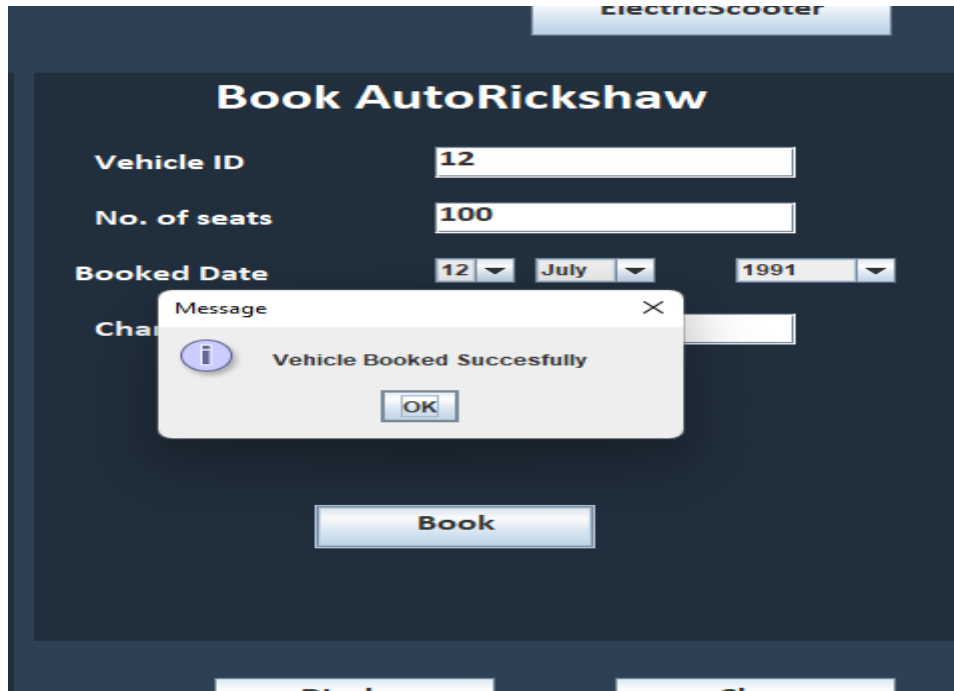 ElectricScooter
Book AutoRickshaw
Vehicle ID 12
No. of seats 100
Booked Date 12 July 1991
Message
Vehicle Booked Succesfully
OK
Book